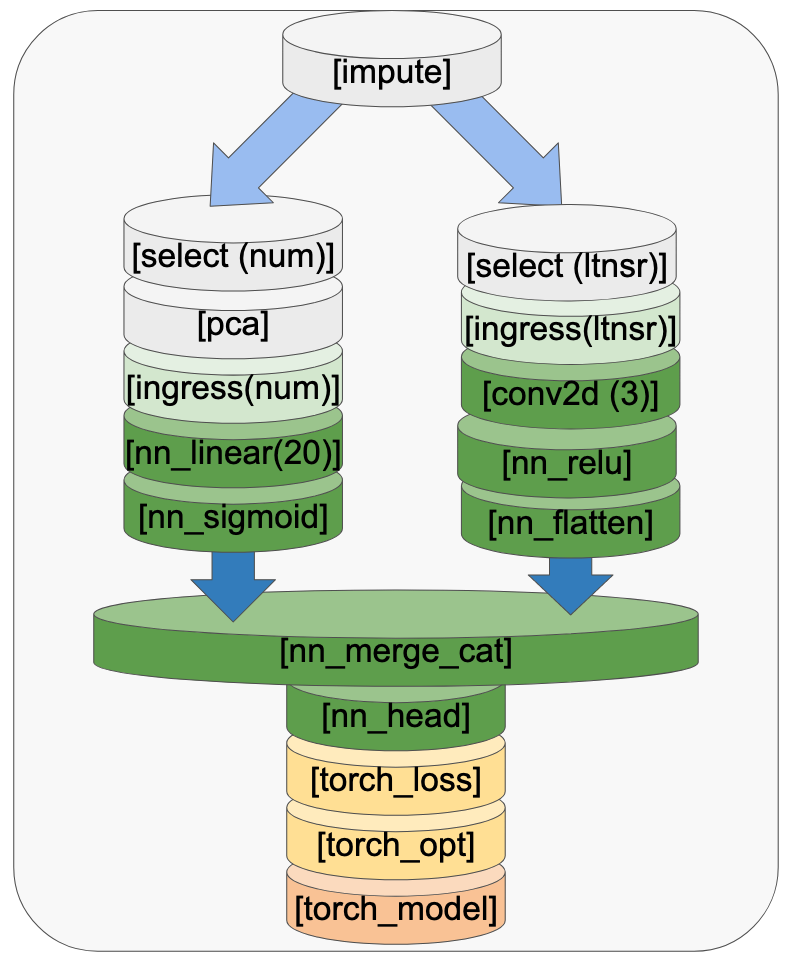 [impute]
[select (num)]
[pca]
[ingress(num)]
[nn_linear(20)]
[nn_sigmoid]
[select (ltnsr)]
[ingress(ltnsr)]
[conv2d (3)]
[nn_relu]
[nn_flatten]
[nn_merge_cat]
[nn_head]
[torch_loss]
[torch_opt]
[torch_model]